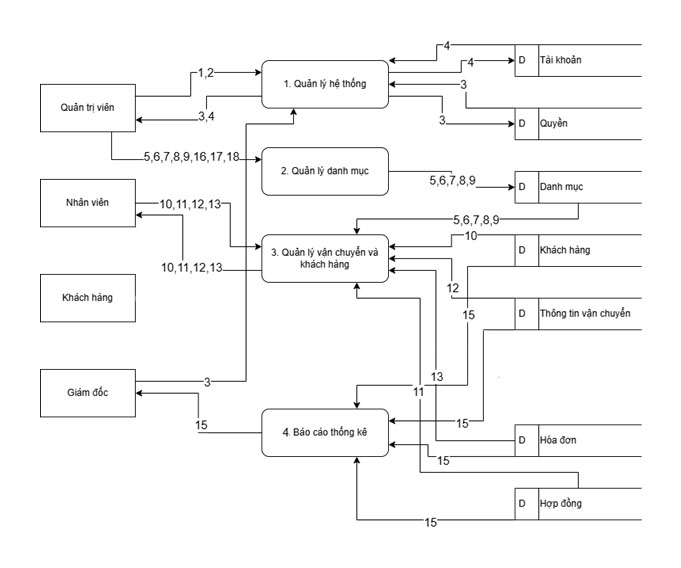 4
D
Tài khoản
1,2
4
1. Quản lý hệ thống
3
Quản trị viên
3,4
3
D
Quyền
5,6,7,8,9,16,17,18
2. Quản lý danh mục
5,6,7,8,9
D
Danh mục
Nhân viên
10,11,12,13
5,6,7,8,9
10
3. Quản lý vận chuyển và
khách hàng
D
Khách hàng
10,11,12,13
12
Khách hàng
15
D
Thông tin vận chuyển
Giám đốc
3
13
11
15
15
4. Báo cáo thống kê
D
Hóa đơn
15
D
Hợp đồng
15